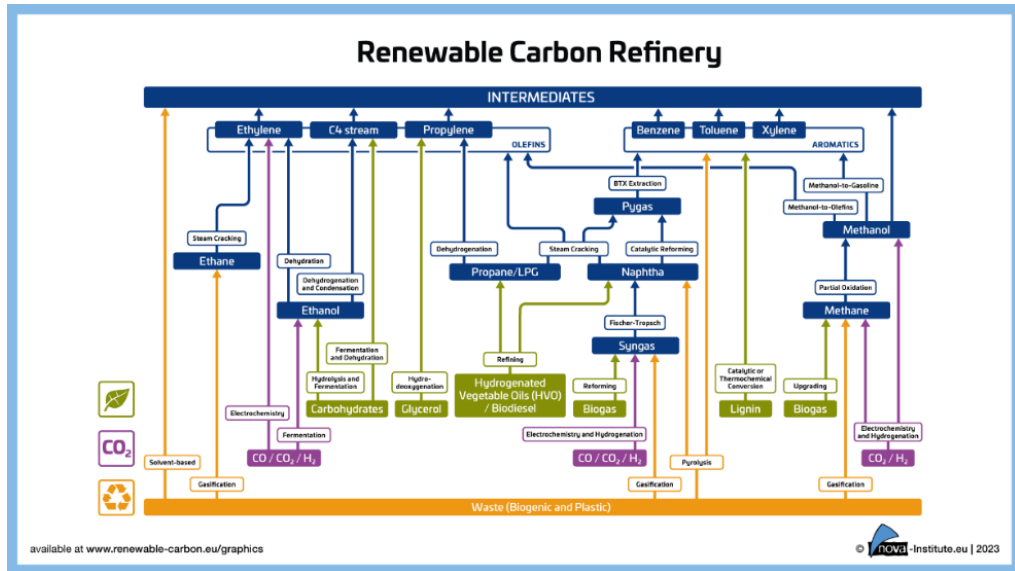 Renewable Carbon Refinery
INTERMEDIATES
Ethylene
C4 stream
Propylene
Benzene
Toluene
Xylene
OLEFINS
AROMATICS
Methanol-to-Gasoline
BTX Extraction
Methanol-to-Olefins
Pygas
Methanol
Steam Cracking
Dehydrogenation
Steam Cracking
Catalytic Reforming
Ethane
Dehydration
Propane/LPG
Naphtha
Dehydrogenation
and Condensation
Partial Oxidation
Ethanol
Methane
Fischer-Tropsch
Fermentation
and Dehydration
Syngas
Refining
Hydrolysis and
Fermentation
Hydro-
deoxygenation
Hydrogenated
Vegetable Oils (HVO)
/ Biodiesel
Reforming
Catalytic or
Thermochemical
Conversion
Upgrading
Carbohydrates
Glycerol
Biogas
Lignin
Biogas
Electrochemistry
Fermentation
Electrochemistry and Hydrogenation
Electrochemistry
and Hydrogenation
CO₂
CO / CO₂ / H₂
CO / CO₂ / H₂
CO₂ / H₂
Solvent-based
Pyrolysis
Gasification
Gasification
Gasification
Waste (Biogenic and Plastic)
available at www.renewable-carbon.eu/graphics
© nova-Institute.eu | 2023